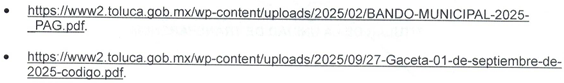 • https://www2.toluca.gob.mx/wp-content/uploads/2025/02/BANDO-MUNICIPAL-2025-
_PAG.pdf.
• https://www2.toluca.gob.mx/wp-content/uploads/2025/09/27-Gaceta-01-de-septiembre-de-
2025-codigo.pdf.